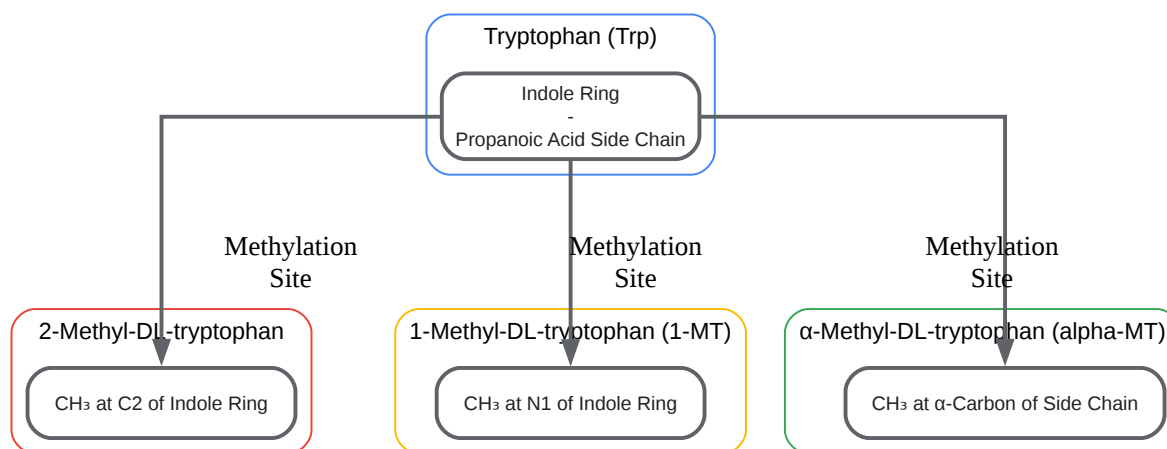 Tryptophan (Trp)
Indole Ring
-
Propanoic Acid Side Chain
Methylation
Site
Methylation
Site
Methylation
Site
2-Methyl-DL-tryptophan
1-Methyl-DL-tryptophan (1-MT)
α-Methyl-DL-tryptophan (alpha-MT)
CH₃ at C2 of Indole Ring
CH₃ at N1 of Indole Ring
CH₃ at α-Carbon of Side Chain